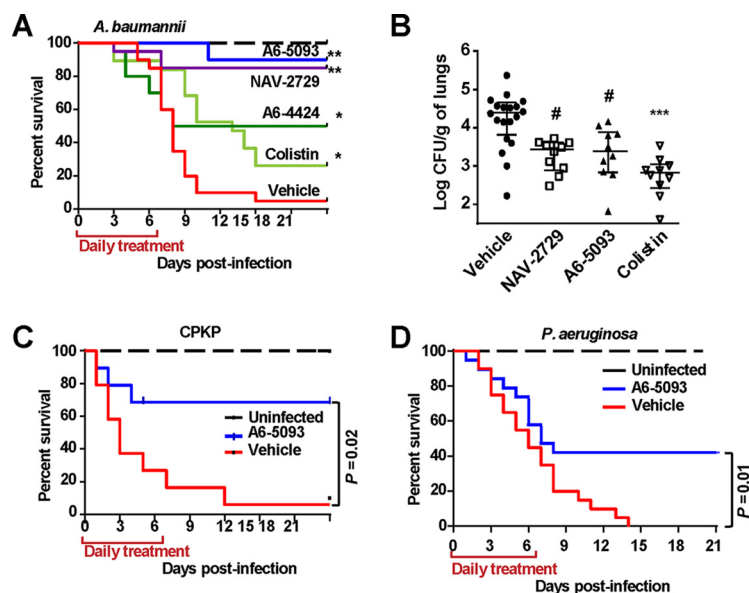 A
A. baumannii
Percent survival
100
80
60
40
20
0
A6-5093
**
**
NAV-2729
A6-4424
*
Colistin
*
Vehicle
0 3 6 9 12 15 18 21
Daily treatment
Days post-infection
B
Log CFU/g of lungs
6
5
4
3
2
#
#
***
Vehicle
NAV-2729
A6-5093
Colistin
C
CPKP
Percent survival
100
80
60
40
20
0
Uninfected
A6-5093
Vehicle
P = 0.02
0 3 6 9 12 15 18 21
Daily treatment
Days post-infection
D
P. aeruginosa
Percent survival
100
80
60
40
20
0
Uninfected
A6-5093
Vehicle
P = 0.01
0 3 6 9 12 15 18 21
Daily treatment
Days post-infection